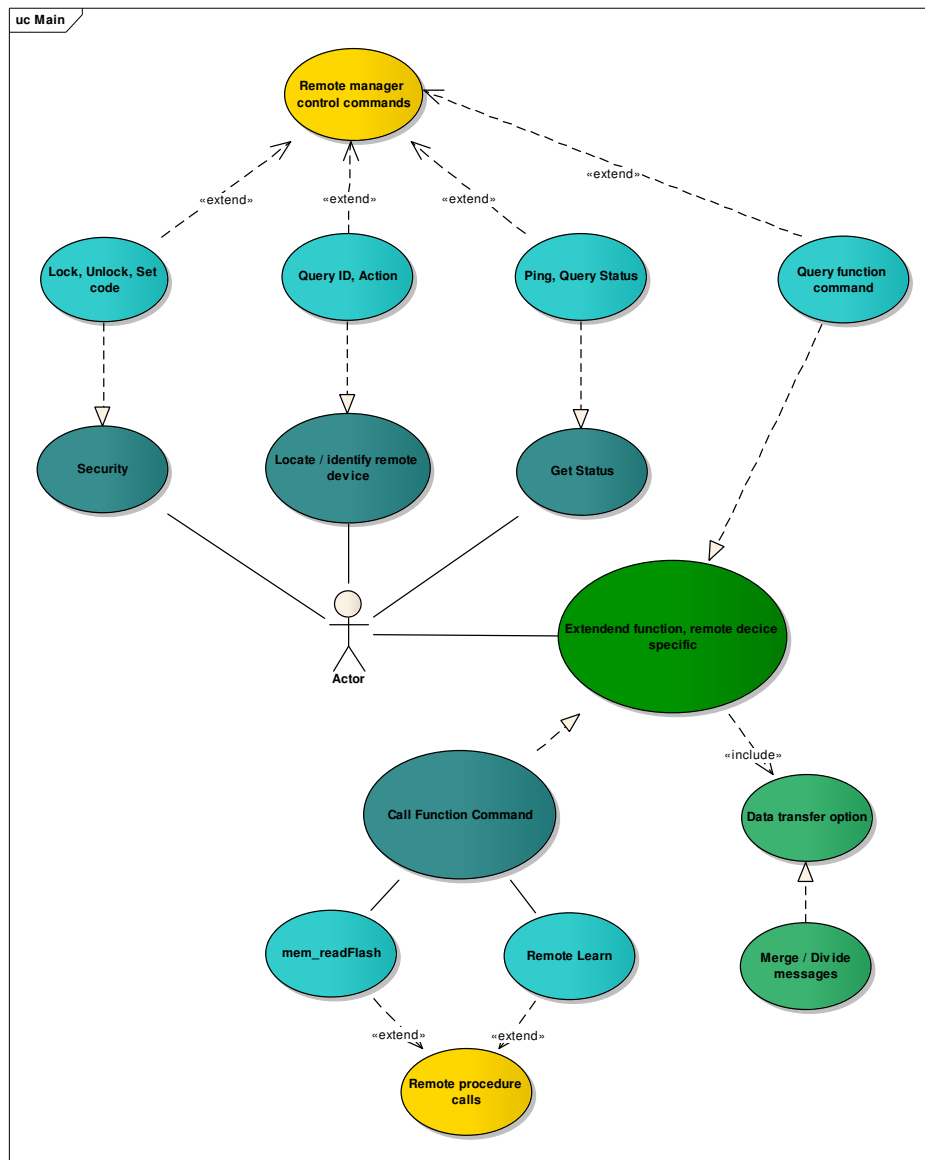 uc Main
Remote manager
control commands
«extend»
«extend»
«extend»
«extend»
Lock, Unlock, Set
code
Query ID, Action
Ping, Query Status
Query function
command
Security
Locate / identify remote
device
Get Status
Actor
Extendend function, remote decice
specific
«include»
Call Function Command
Data transfer option
mem_readFlash
Remote Learn
Merge / Divide
messages
«extend»
«extend»
Remote procedure
calls